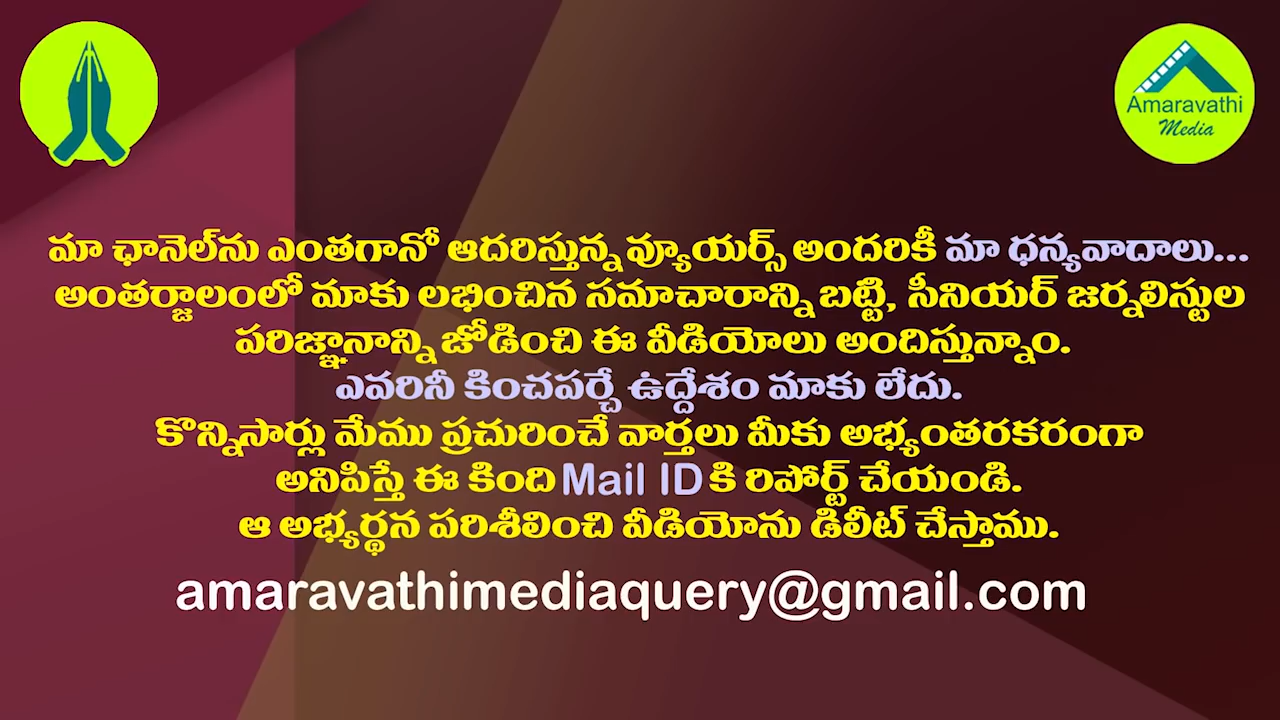 Amaravathi
Media
మా ఛానెల్‌ను ఎంతగానో ఆదరిస్తున్న వ్యూయర్స్ అందరికీ మా ధన్యవాదాలు...
అంతర్జాలంలో మాకు లభించిన సమాచారాన్ని బట్టి, సీనియర్ జర్నలిస్టుల
పరిజ్ఞానాన్ని జోడించి ఈ వీడియోలు అందిస్తున్నాం.
ఎవరినీ కించపర్చే ఉద్దేశం మాకు లేదు.
కొన్నిసార్లు మేము ప్రచురించే వార్తలు మీకు అభ్యంతరకరంగా
అనిపిస్తే ఈ కింది Mail ID కి రిపోర్ట్ చేయండి.
ఆ అభ్యర్థన పరిశీలించి వీడియోను డిలీట్ చేస్తాము.
amaravathimediaquery@gmail.com